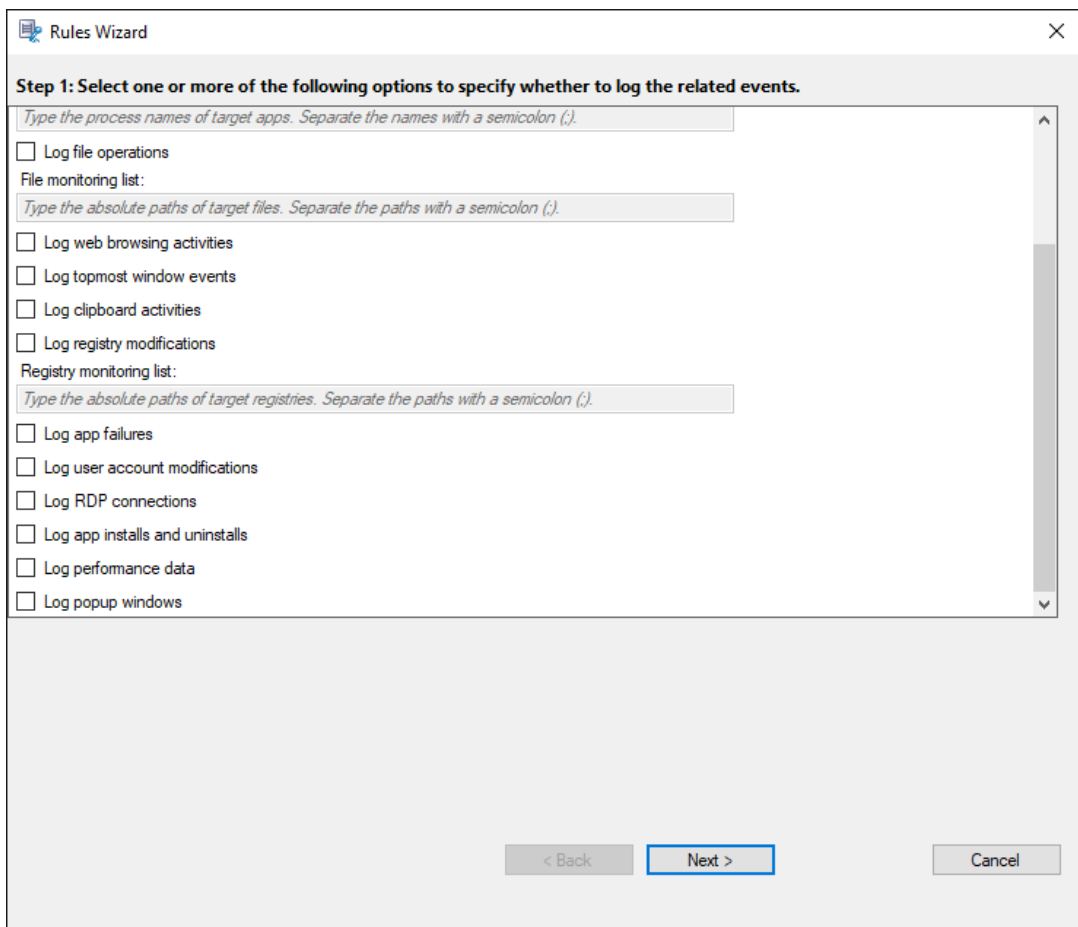 Rules Wizard
Step 1: Select one or more of the following options to specify whether to log the related events.
Type the process names of target apps. Separate the names with a semicolon (;).
Log file operations
File monitoring list:
Type the absolute paths of target files. Separate the paths with a semicolon (;).
Log web browsing activities
Log topmost window events
Log clipboard activities
Log registry modifications
Registry monitoring list:
Type the absolute paths of target registries. Separate the paths with a semicolon (;).
Log app failures
Log user account modifications
Log RDP connections
Log app installs and uninstalls
Log performance data
Log popup windows
< Back Next > Cancel